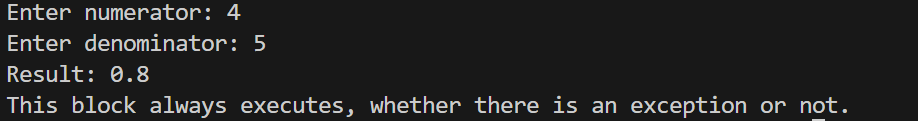 Enter numerator: 4
Enter denominator: 5
Result: 0.8
This block always executes, whether there is an exception or not.